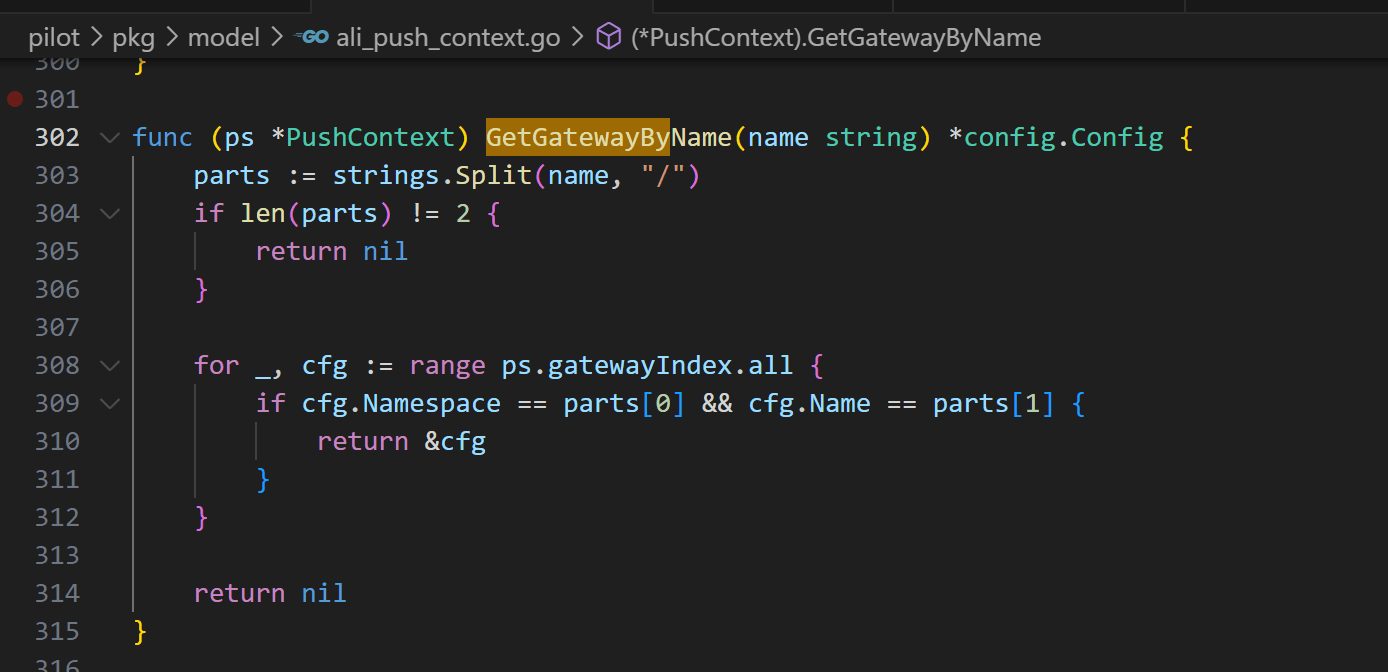 pilot > pkg > model > GO ali_push_context.go > (*PushContext).GetGatewayByName
300 }
301
302 func (ps *PushContext) GetGatewayByName(name string) *config.Config {
303 parts := strings.Split(name, "/")
304 if len(parts) != 2 {
305 return nil
306 }
307
308 for _, cfg := range ps.gatewayIndex.all {
309 if cfg.Namespace == parts[0] && cfg.Name == parts[1] {
310 return &cfg
311 }
312 }
313
314 return nil
315 }
316